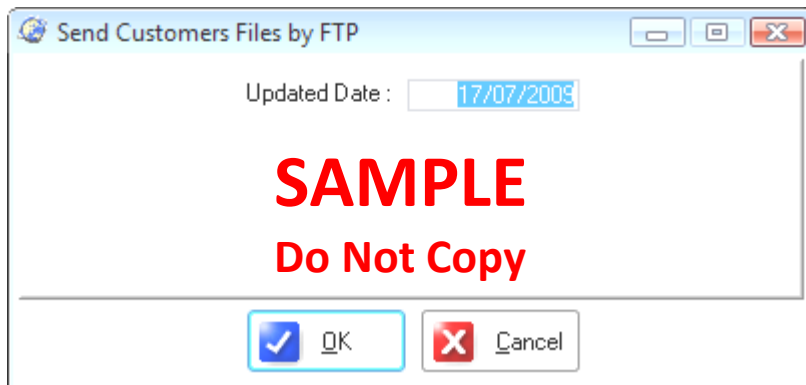 Send Customers Files by FTP
Updated Date : 17/07/2009
SAMPLE
Do Not Copy
OK Cancel